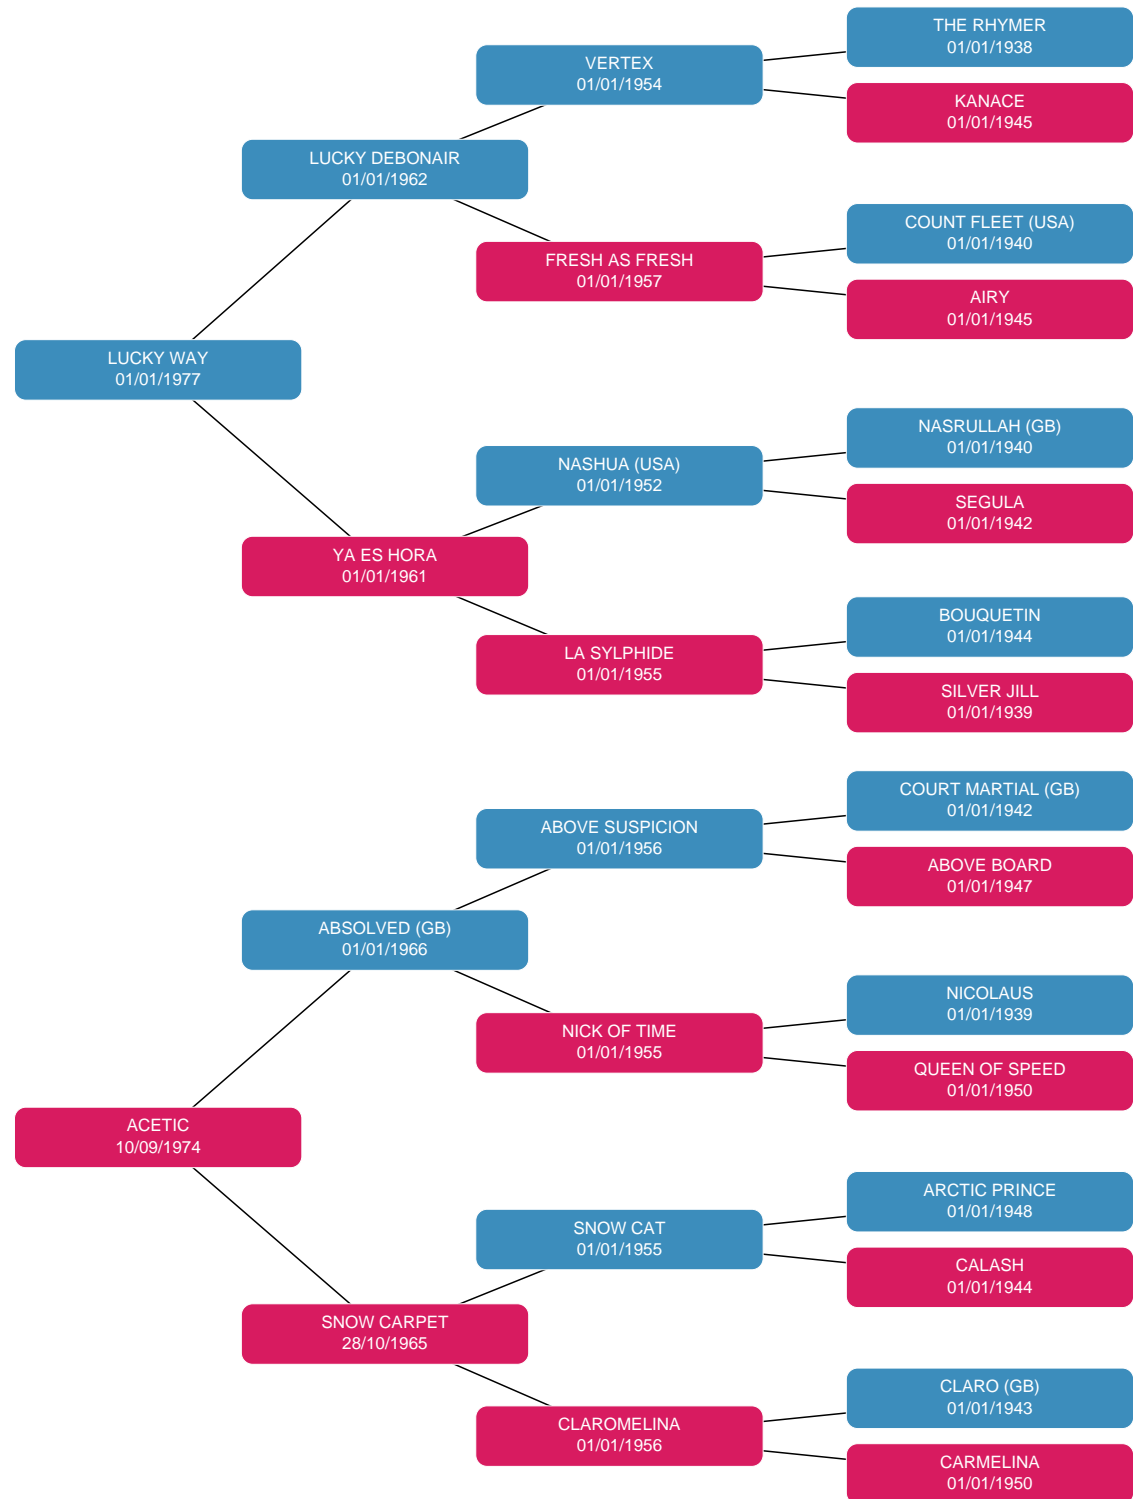 THE RHYMER
01/01/1938
VERTEX
01/01/1954
KANACE
01/01/1945
LUCKY DEBONAIR
01/01/1962
COUNT FLEET (USA)
01/01/1940
FRESH AS FRESH
01/01/1957
AIRY
01/01/1945
LUCKY WAY
01/01/1977
NASRULLAH (GB)
01/01/1940
NASHUA (USA)
01/01/1952
SEGULA
01/01/1942
YA ES HORA
01/01/1961
BOUQUETIN
01/01/1944
LA SYLPHIDE
01/01/1955
SILVER JILL
01/01/1939
COURT MARTIAL (GB)
01/01/1942
ABOVE SUSPICION
01/01/1956
ABOVE BOARD
01/01/1947
ABSOLVED (GB)
01/01/1966
NICOLAUS
01/01/1939
NICK OF TIME
01/01/1955
QUEEN OF SPEED
01/01/1950
ACETIC
10/09/1974
ARCTIC PRINCE
01/01/1948
SNOW CAT
01/01/1955
CALASH
01/01/1944
SNOW CARPET
28/10/1965
CLARO (GB)
01/01/1943
CLAROMELINA
01/01/1956
CARMELINA
01/01/1950